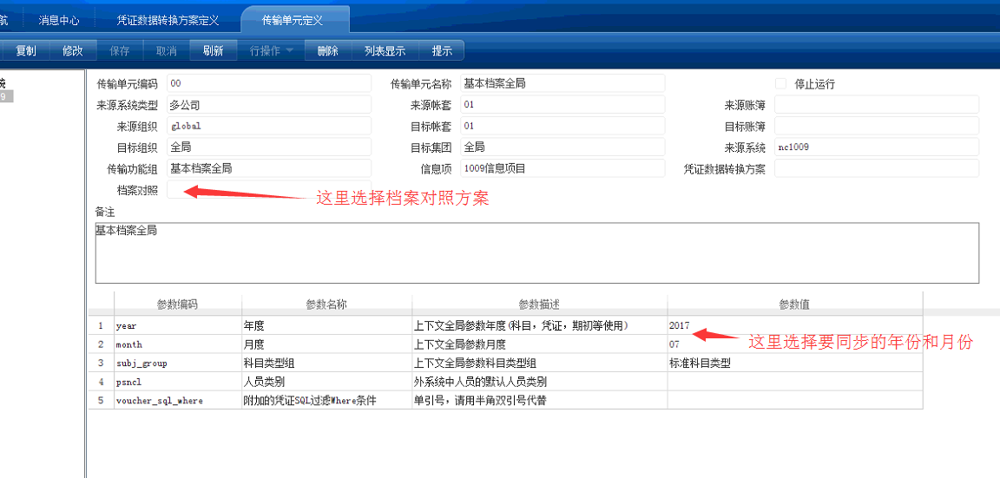 航 消息中心 凭证数据转换方案定义 传输单元定义
复制 修改 保存 取消 刷新 行操作 删除 列表显示 提示
统
9
传输单元编码 00 传输单元名称 基本档案全局 停止运行
来源系统类型 多公司 来源帐套 01 来源账簿
来源组织 global 目标帐套 01 目标账簿
目标组织 全局 目标集团 全局 来源系统 nc1009
传输功能组 基本档案全局 信息项 1009信息项目 凭证数据转换方案
档案对照 这里选择档案对照方案
备注
基本档案全局
参数编码 参数名称 参数描述 参数值
1 year 年度 上下文全局参数年度(科目，凭证，期初等使用) 2017
2 month 月度 上下文全局参数月度 07
这里选择要同步的年份和月份
3 subj_group 科目类型组 上下文全局参数科目类型组 标准科目类型
4 psncl 人员类别 外系统中人员的默认人员类别
5 voucher_sql_where 附加的凭证SQL过滤Where条件 单引号，请用半角双引号代替